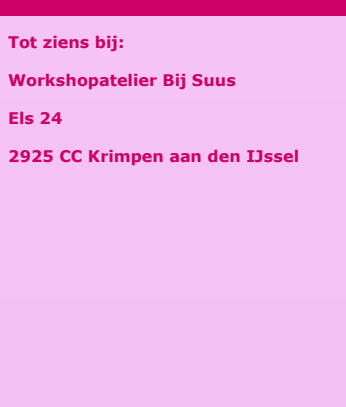 Tot ziens bij:
Workshopatelier Bij Suus
Els 24
2925 CC Krimpen aan den IJssel